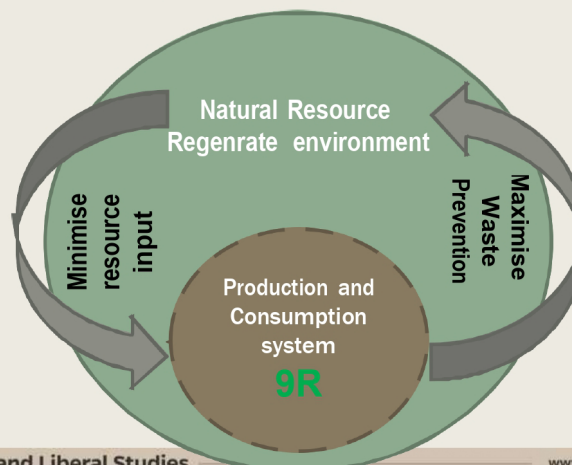 Natural Resource
Regenrate environment
Minimise
resource
input
Maximise
Waste
Prevention
Production and
Consumption
system
9R
and Liberal Studies